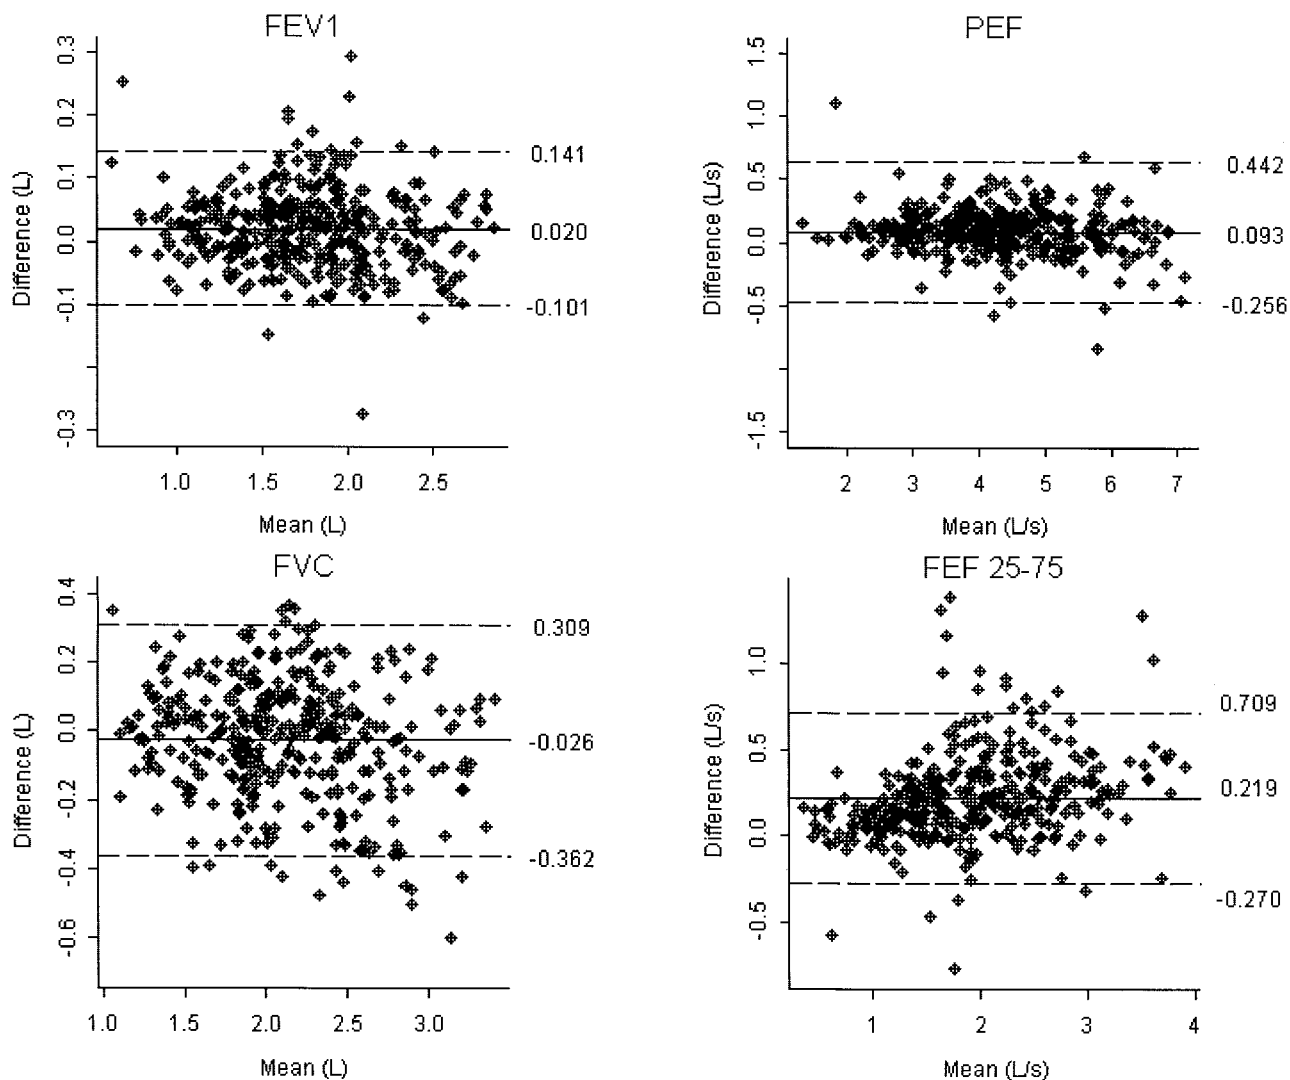 FEV1
0.3
0.2
0.1
0.0
-0.1
-0.3
Difference (L)
0.141
0.020
-0.101
1.0 1.5 2.0 2.5
Mean (L)
PEF
1.5
1.0
0.5
0.0
-0.5
-1.5
Difference (L/s)
0.442
0.093
-0.256
2 3 4 5 6 7
Mean (L/s)
FVC
0.4
0.2
0.0
-0.2
-0.4
-0.6
Difference (L)
0.309
-0.026
-0.362
1.0 1.5 2.0 2.5 3.0
Mean (L)
FEF 25-75
1.0
0.5
0.0
-0.5
Difference (L/s)
0.709
0.219
-0.270
1 2 3 4
Mean (L/s)